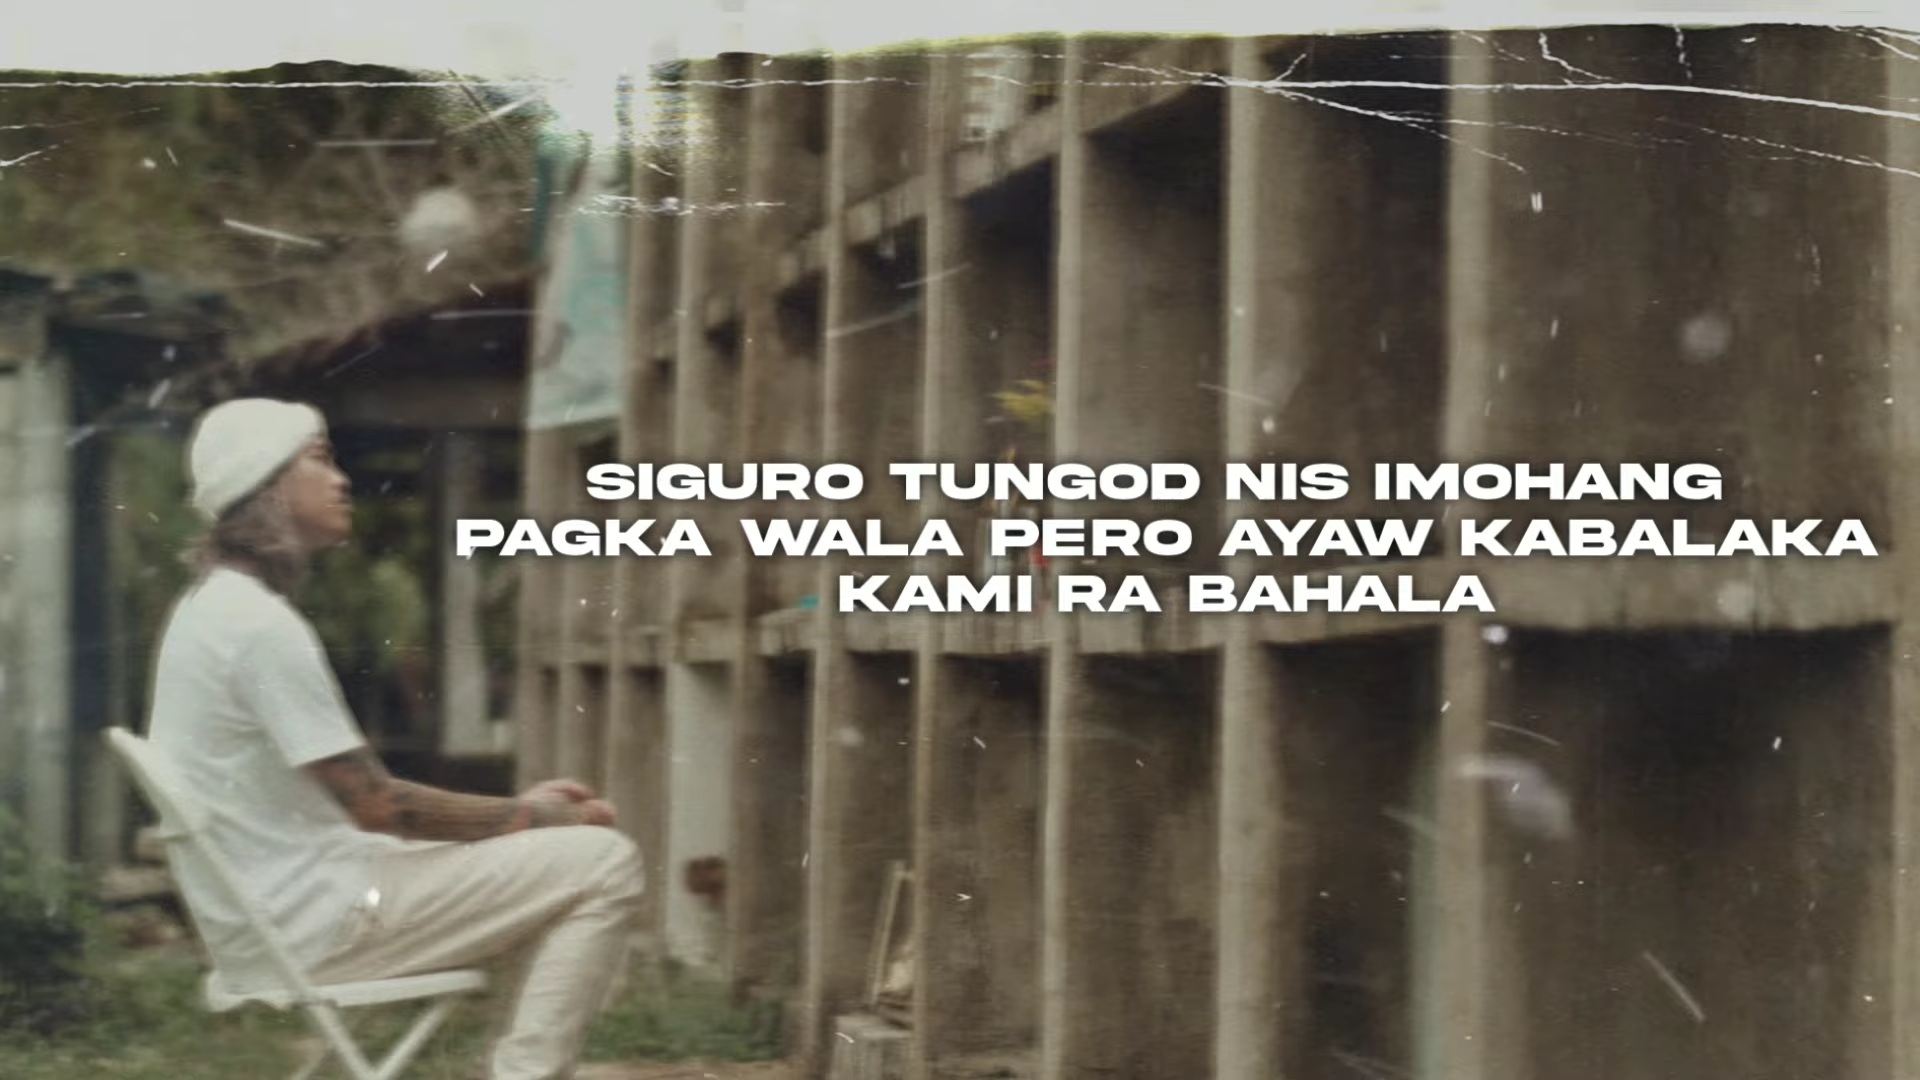 SIGURO TUNGOD NIS IMOHANG
PAGKA WALA PERO AYAW KABALAKA
KAMI RA BAHALA